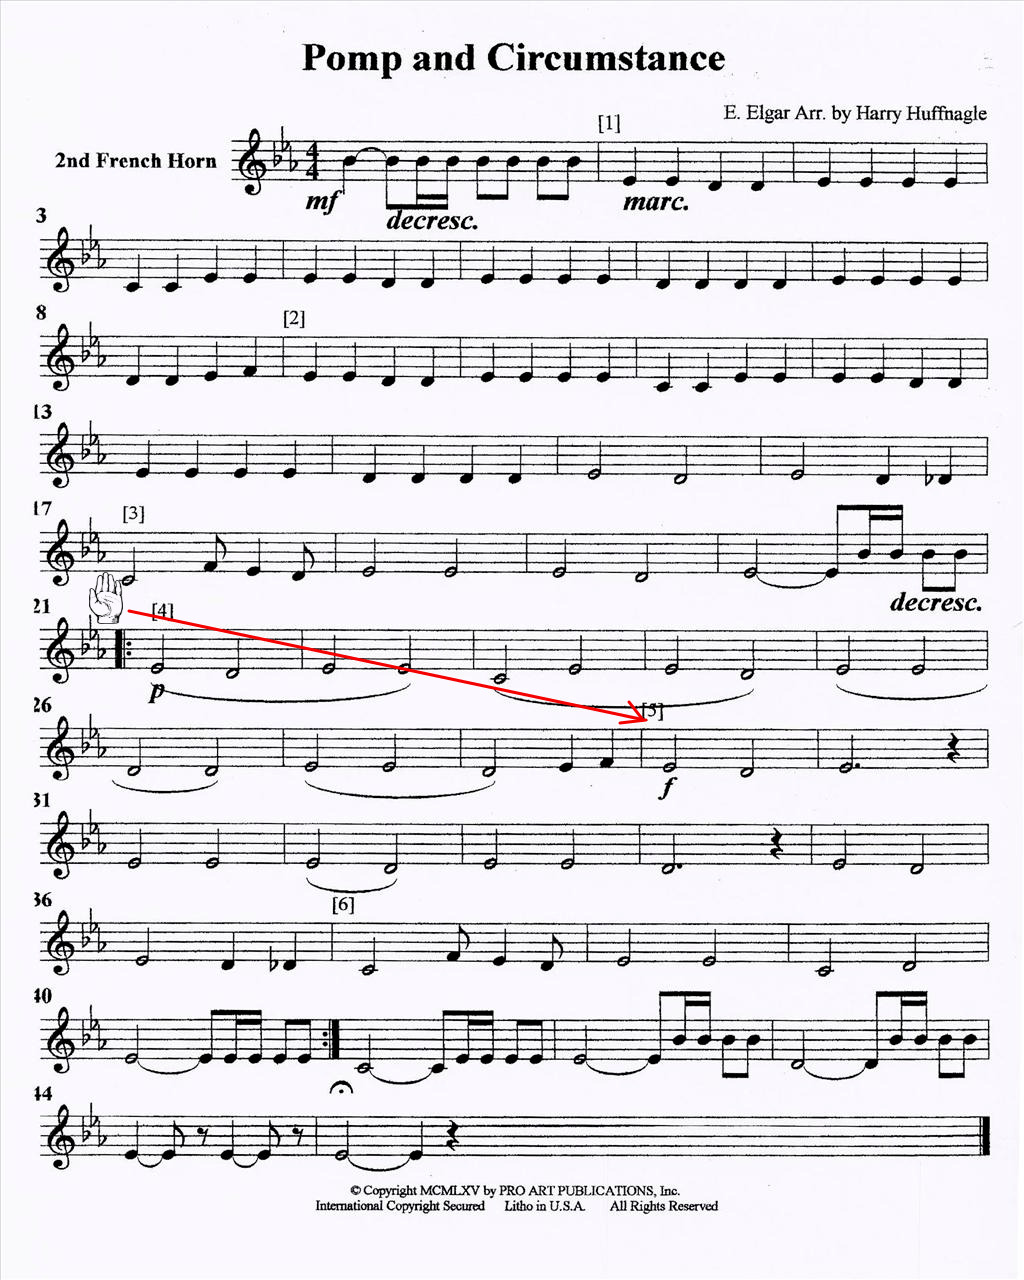 Pomp and Circumstance
E. Elgar Arr. by Harry Huffnagle
[1]
2nd French Horn
4
4
mf
decresc.
marc.
3
8
[2]
13
17
[3]
decresc.
21
[4]
p
26
[5]
f
31
36
[6]
40
44
© Copyright MCMLXV by PRO ART PUBLICATIONS, Inc.
International Copyright Secured Litho in U.S.A. All Rights Reserved